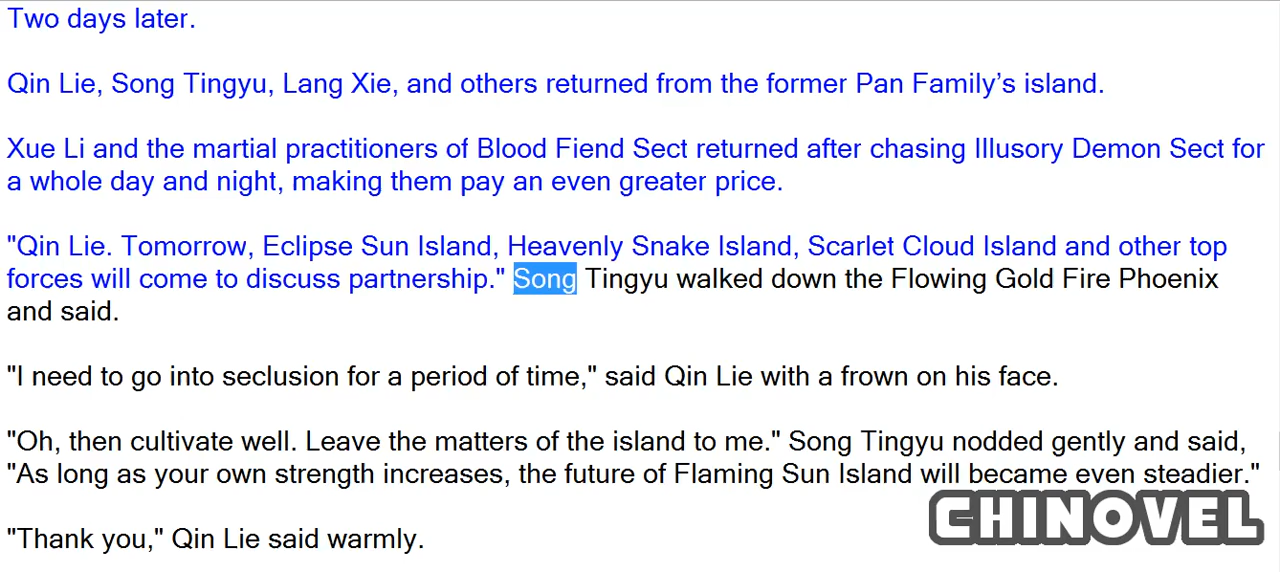 Two days later.
Qin Lie, Song Tingyu, Lang Xie, and others returned from the former Pan Family’s island.
Xue Li and the martial practitioners of Blood Fiend Sect returned after chasing Illusory Demon Sect for
a whole day and night, making them pay an even greater price.
"Qin Lie. Tomorrow, Eclipse Sun Island, Heavenly Snake Island, Scarlet Cloud Island and other top
forces will come to discuss partnership." Song Tingyu walked down the Flowing Gold Fire Phoenix
and said.
"I need to go into seclusion for a period of time," said Qin Lie with a frown on his face.
"Oh, then cultivate well. Leave the matters of the island to me." Song Tingyu nodded gently and said,
"As long as your own strength increases, the future of Flaming Sun Island will became even steadier."
"Thank you," Qin Lie said warmly.
CHINOVEL